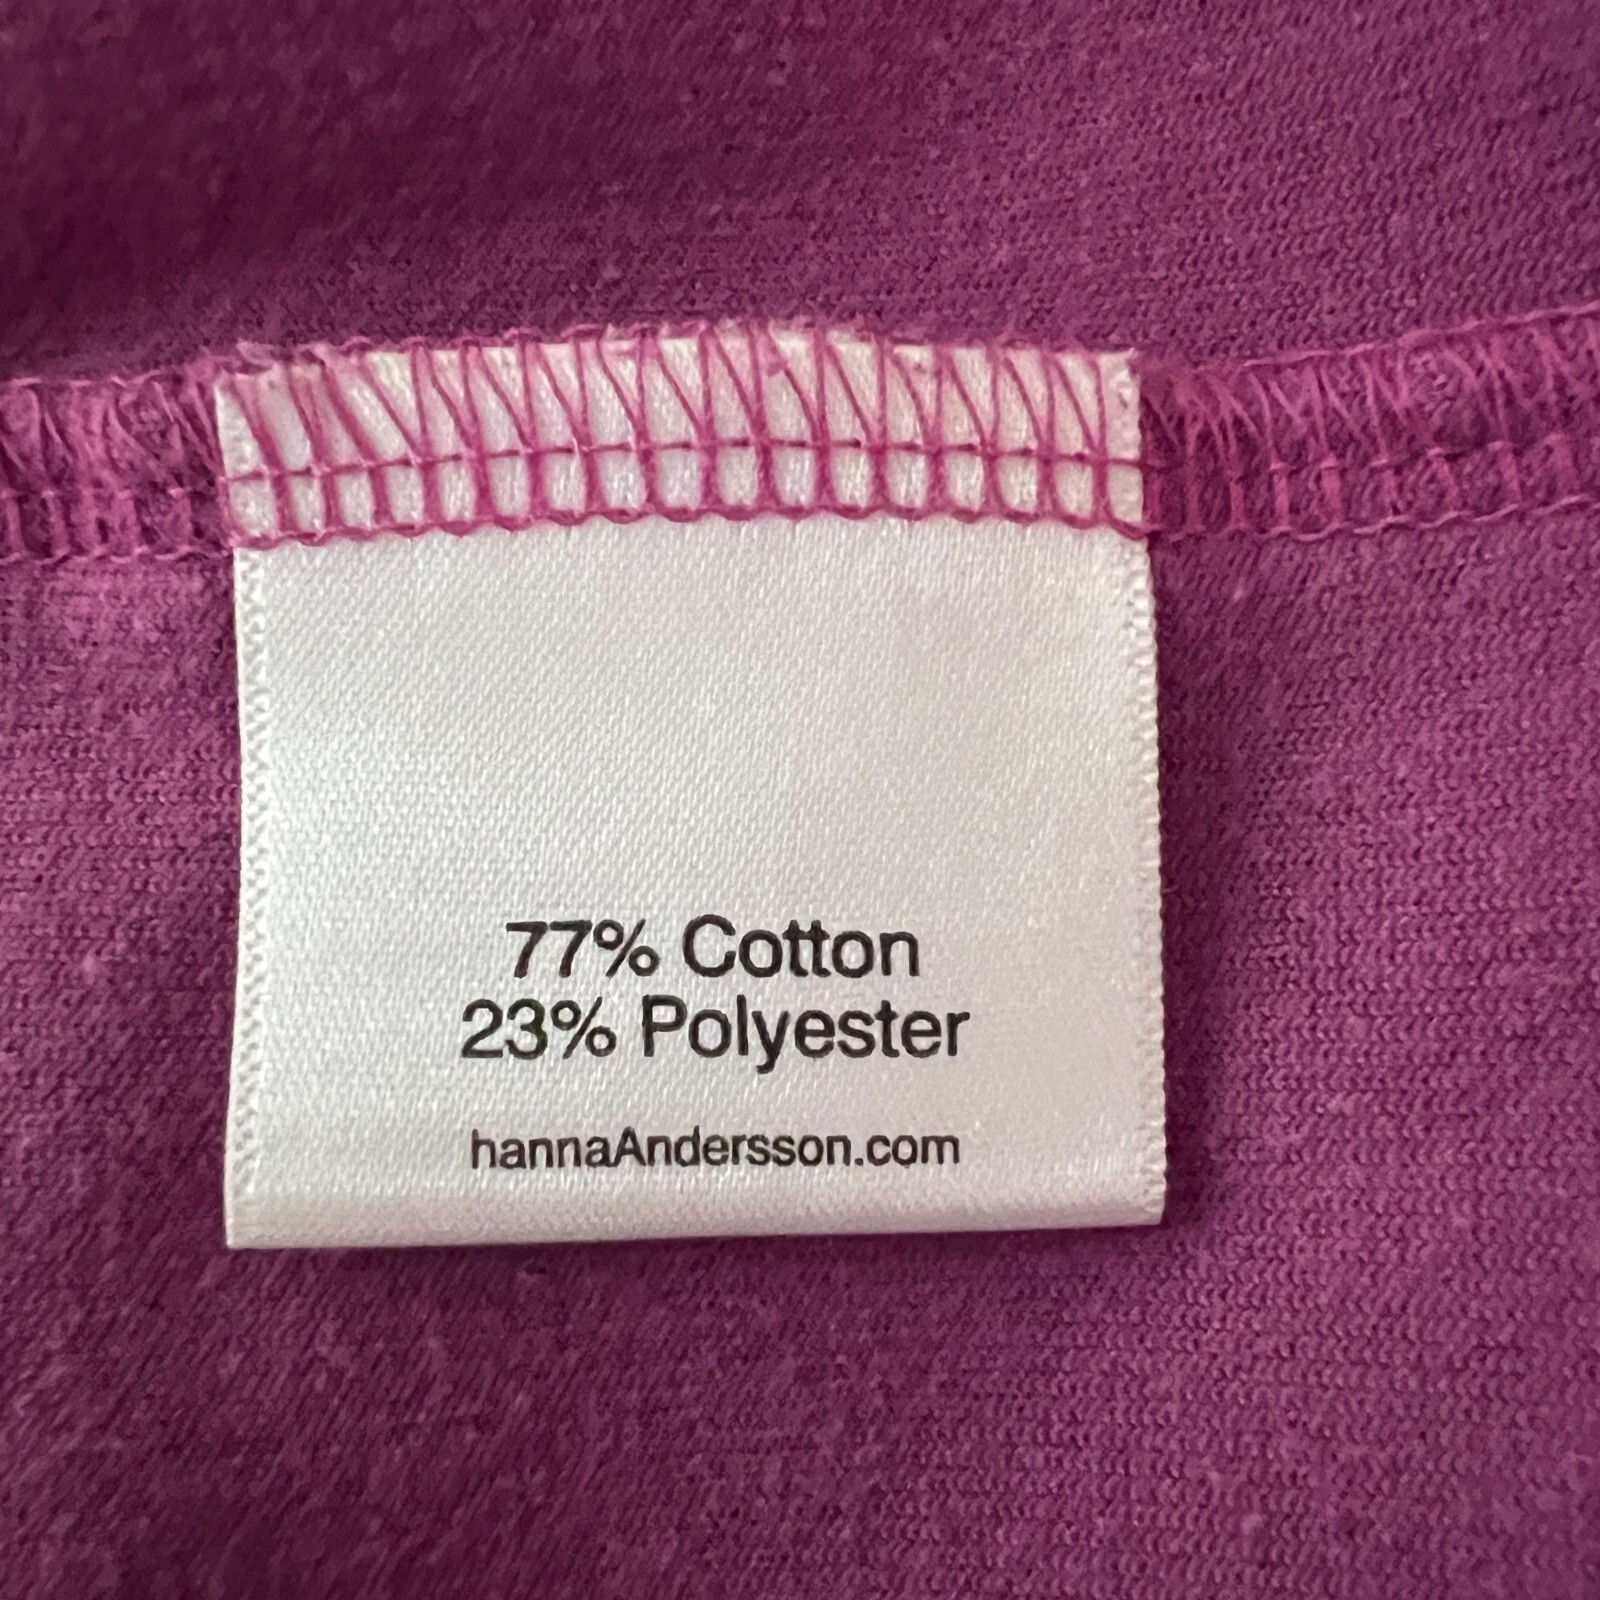 77% Cotton
23% Polyester
hannaAndersson.com